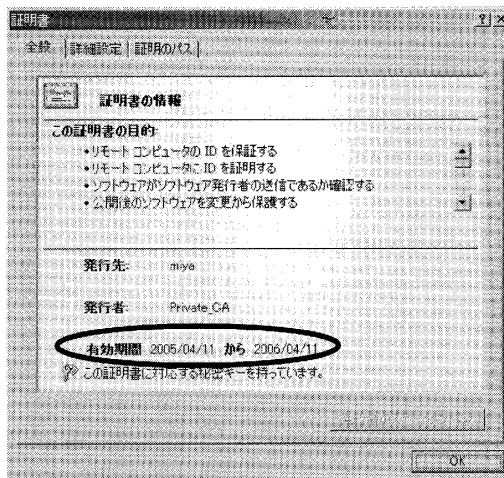 証明書
?
×
全般
詳細設定
証明のパス
証明書の情報
この証明書の目的:
•リモート コンピュータの ID を保証する
•リモート コンピュータに ID を証明する
•ソフトウェアがソフトウェア発行者の送信であるか確認する
•公開後のソフトウェアを変更から保護する
発行先: miya
発行者: Private_CA
有効期間 2005/04/11 から 2006/04/11
この証明書に対応する秘密キーを持っています。
OK